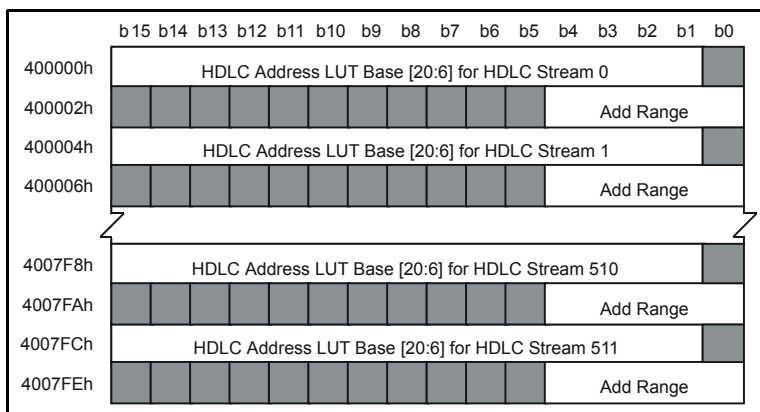 b15 b14 b13 b12 b11 b10 b9 b8 b7 b6 b5 b4 b3 b2 b1 b0
400000h HDLC Address LUT Base [20:6] for HDLC Stream 0
400002h Add Range
400004h HDLC Address LUT Base [20:6] for HDLC Stream 1
400006h Add Range
4007F8h HDLC Address LUT Base [20:6] for HDLC Stream 510
4007FAh Add Range
4007FCh HDLC Address LUT Base [20:6] for HDLC Stream 511
4007FEh Add Range